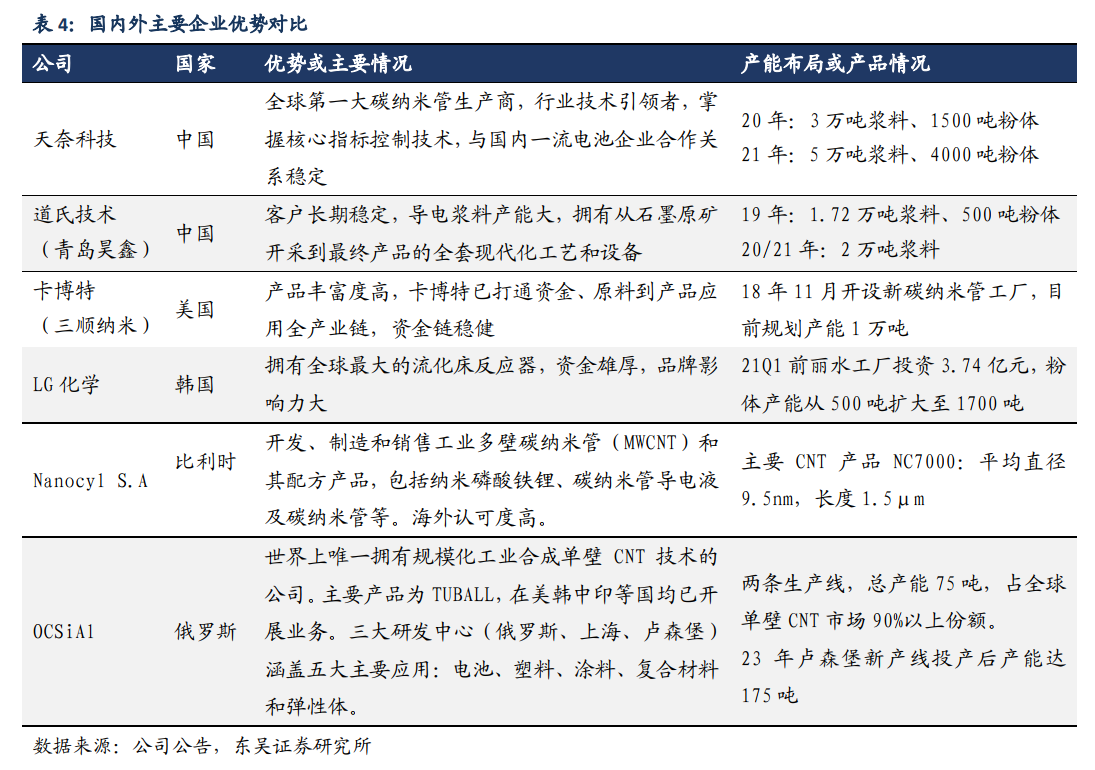 表 4：国内外主要企业优势对比
公司 国家 优势或主要情况 产能布局或产品情况
天奈科技 中国 全球第一大碳纳米管生产商，行业技术引领者，掌
握核心指标控制技术，与国内一流电池企业合作关
系稳定
20 年：3 万吨浆料、1500 吨粉体
21 年：5 万吨浆料、4000 吨粉体
道氏技术
（青岛昊鑫）
中国
客户长期稳定，导电浆料产能大，拥有从石墨原矿
开采到最终产品的全套现代化工艺和设备
19 年：1.72 万吨浆料、500 吨粉体
20/21 年：2 万吨浆料
卡博特
（三顺纳米）
美国
产品丰富度高，卡博特已打通资金、原料到产品应
用全产业链，资金链稳健
18 年 11 月开设新碳纳米管工厂，目
前规划产能 1 万吨
LG 化学
韩国
拥有全球最大的流化床反应器，资金雄厚，品牌影
响力大
21Q1 前丽水工厂投资 3.74 亿元，粉
体产能从 500 吨扩大至 1700 吨
Nanocyl S.A
比利时
开发、制造和销售工业多壁碳纳米管（MWCNT）和
其配方产品，包括纳米磷酸铁锂、碳纳米管导电液
及碳纳米管等。海外认可度高。
主要 CNT 产品 NC7000：平均直径
9.5nm，长度 1.5μm
OCSiAl
俄罗斯
世界上唯一拥有规模化工业合成单壁 CNT 技术的
公司。主要产品为 TUBALL，在美韩中印等国均已开
展业务。三大研发中心（俄罗斯、上海、卢森堡）
涵盖五大主要应用：电池、塑料、涂料、复合材料
和弹性体。
两条生产线，总产能 75 吨，占全球
单壁 CNT 市场 90%以上份额。
23 年卢森堡新产线投产后产能达
175 吨
数据来源：公司公告，东吴证券研究所